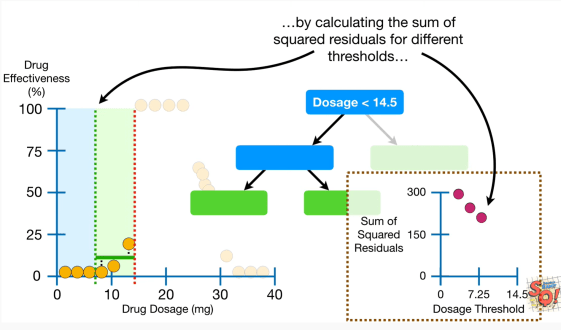 …by calculating the sum of
squared residuals for different
thresholds…
Drug
Effectiveness
(%)
100
75
50
25
0
0
10
20
30
40
Drug Dosage (mg)
Dosage < 14.5
Sum of
Squared
Residuals
300
150
0
0
7.25
14.5
Dosage Threshold
SQ!